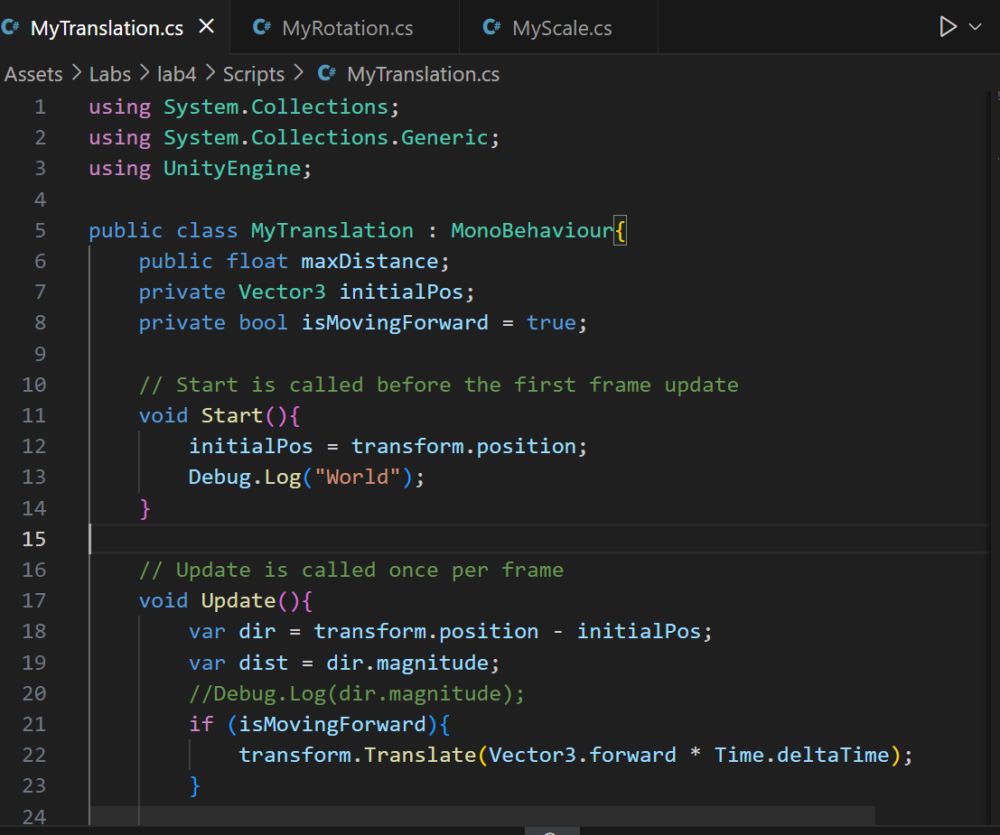 C# MyTranslation.cs × C# MyRotation.cs C# MyScale.cs
Assets > Labs > lab4 > Scripts > C# MyTranslation.cs
1 using System.Collections;
2 using System.Collections.Generic;
3 using UnityEngine;
4
5 public class MyTranslation : MonoBehaviour{
6     public float maxDistance;
7     private Vector3 initialPos;
8     private bool isMovingForward = true;
9
10     // Start is called before the first frame update
11     void Start(){
12         initialPos = transform.position;
13         Debug.Log("World");
14     }
15
16     // Update is called once per frame
17     void Update(){
18         var dir = transform.position - initialPos;
19         var dist = dir.magnitude;
20         //Debug.Log(dir.magnitude);
21         if (isMovingForward){
22             transform.Translate(Vector3.forward * Time.deltaTime);
23         }
24